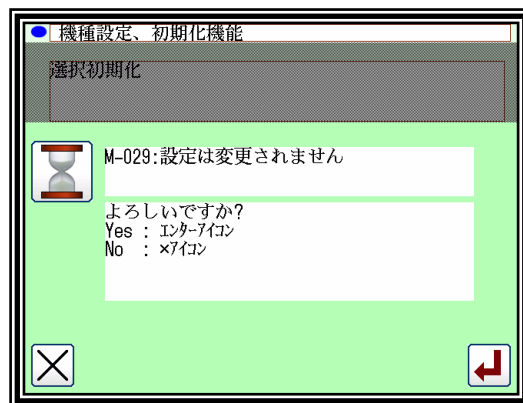 機種設定、初期化機能
選択初期化
M-029:設定は変更されません
よろしいですか?
Yes : ｴﾝﾀｰｱｲｺﾝ
No : ×ｱｲｺﾝ